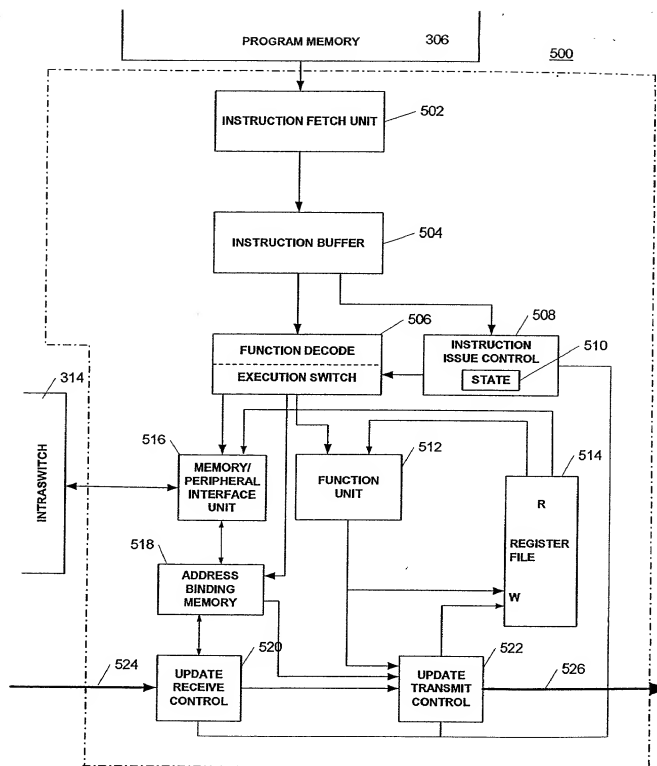 PROGRAM MEMORY 306
500
INSTRUCTION FETCH UNIT
502
INSTRUCTION BUFFER
504
506
508
FUNCTION DECODE
EXECUTION SWITCH
INSTRUCTION
ISSUE CONTROL
510
STATE
314
INTRASWITCH
516
MEMORY/
PERIPHERAL
INTERFACE
UNIT
512
FUNCTION
UNIT
514
R
REGISTER
FILE
W
518
ADDRESS
BINDING
MEMORY
520
522
524
UPDATE
RECEIVE
CONTROL
UPDATE
TRANSMIT
CONTROL
526